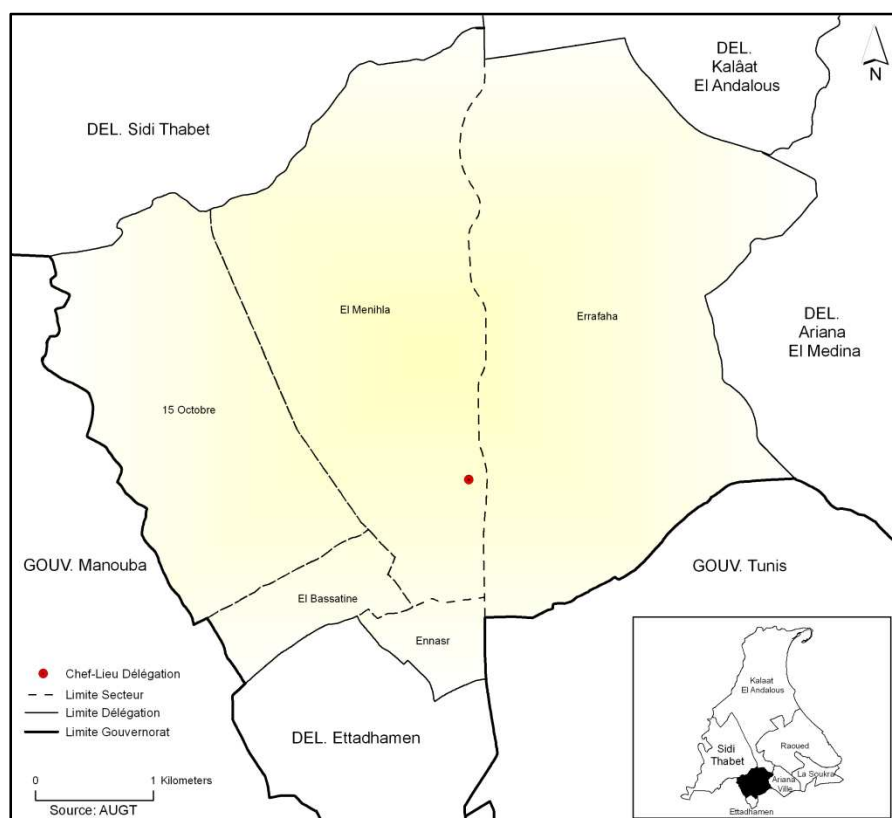 DEL.
Kalâat
El Andalous
N
DEL. Sidi Thabet
El Menihla
Errafaha
DEL.
Ariana
El Medina
15 Octobre
GOUV. Manouba
GOUV. Tunis
El Bassatine
Ennasr
DEL. Ettadhamen
Chef-Lieu Délégation
Limite Secteur
Limite Délégation
Limite Gouvernorat
0 1 Kilometers
Source: AUGT
Kalaat
El Andalous
Raoued
Sidi
Thabet
La Soukra
Ariana
Ville
Ettadhamen